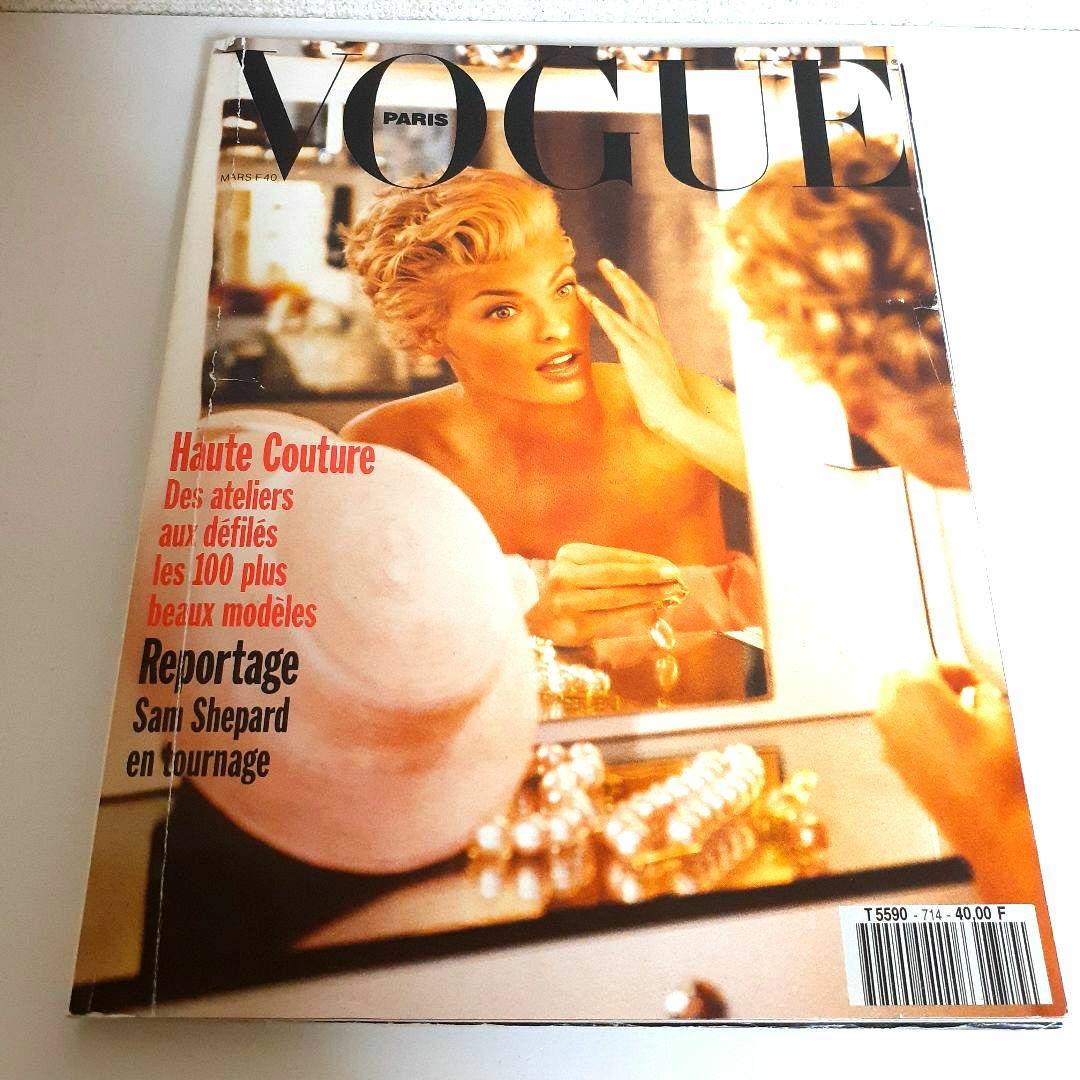 VOGUE
PARIS
MARS F40
Haute Couture
Des ateliers
aux défilés
les 100 plus
beaux modèles
Reportage
Sam Shepard
en tournage
T 5590 - 714 - 40,00 F